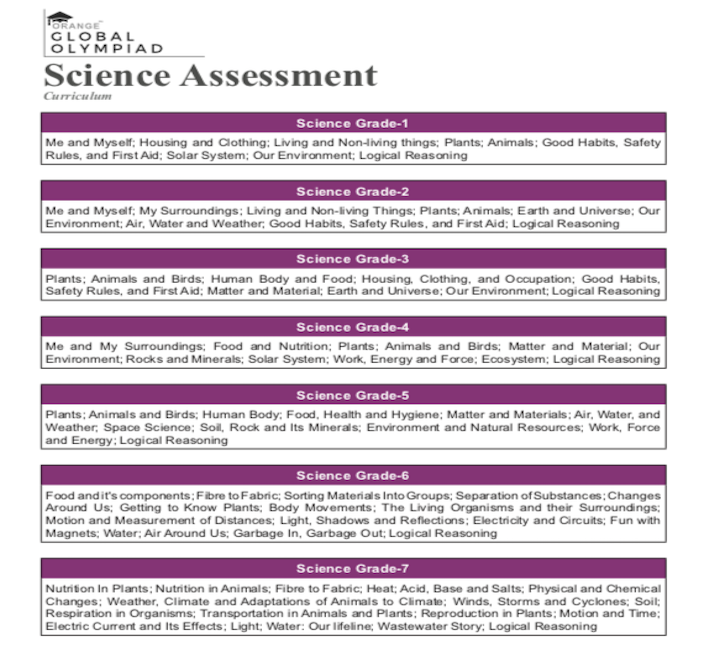 ORANGE
GLOBAL
OLYMPIAD
Science Assessment
Curriculum
Science Grade-1
Me and Myself; Housing and Clothing; Living and Non-living things; Plants; Animals; Good Habits, Safety
Rules, and First Aid; Solar System; Our Environment; Logical Reasoning
Science Grade-2
Me and Myself; My Surroundings; Living and Non-living Things; Plants; Animals; Earth and Universe; Our
Environment; Air, Water and Weather; Good Habits, Safety Rules, and First Aid; Logical Reasoning
Science Grade-3
Plants; Animals and Birds; Human Body and Food; Housing, Clothing, and Occupation; Good Habits,
Safety Rules, and First Aid; Matter and Material; Earth and Universe; Our Environment; Logical Reasoning
Science Grade-4
Me and My Surroundings; Food and Nutrition; Plants; Animals and Birds; Matter and Material; Our
Environment; Rocks and Minerals; Solar System; Work, Energy and Force; Ecosystem; Logical Reasoning
Science Grade-5
Plants; Animals and Birds; Human Body; Food, Health and Hygiene; Matter and Materials; Air, Water, and
Weather; Space Science; Soil, Rock and Its Minerals; Environment and Natural Resources; Work, Force
and Energy; Logical Reasoning
Science Grade-6
Food and it's components; Fibre to Fabric; Sorting Materials Into Groups; Separation of Substances; Changes
Around Us; Getting to Know Plants; Body Movements; The Living Organisms and their Surroundings;
Motion and Measurement of Distances; Light, Shadows and Reflections; Electricity and Circuits; Fun with
Magnets; Water; Air Around Us; Garbage In, Garbage Out; Logical Reasoning
Science Grade-7
Nutrition In Plants; Nutrition in Animals; Fibre to Fabric; Heat; Acid, Base and Salts; Physical and Chemical
Changes; Weather, Climate and Adaptations of Animals to Climate; Winds, Storms and Cyclones; Soil;
Respiration in Organisms; Transportation in Animals and Plants; Reproduction in Plants; Motion and Time;
Electric Current and Its Effects; Light; Water: Our lifeline; Wastewater Story; Logical Reasoning